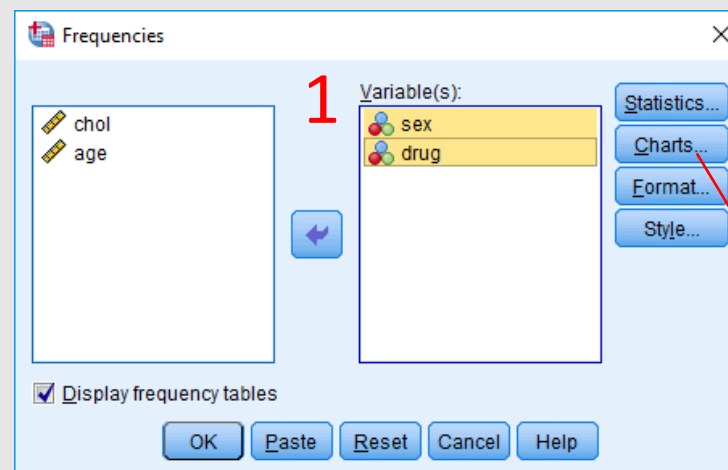 Frequencies
1
Variable(s):
chol
age
sex
drug
Statistics...
Charts...
Format...
Style...
Display frequency tables
OK
Paste
Reset
Cancel
Help